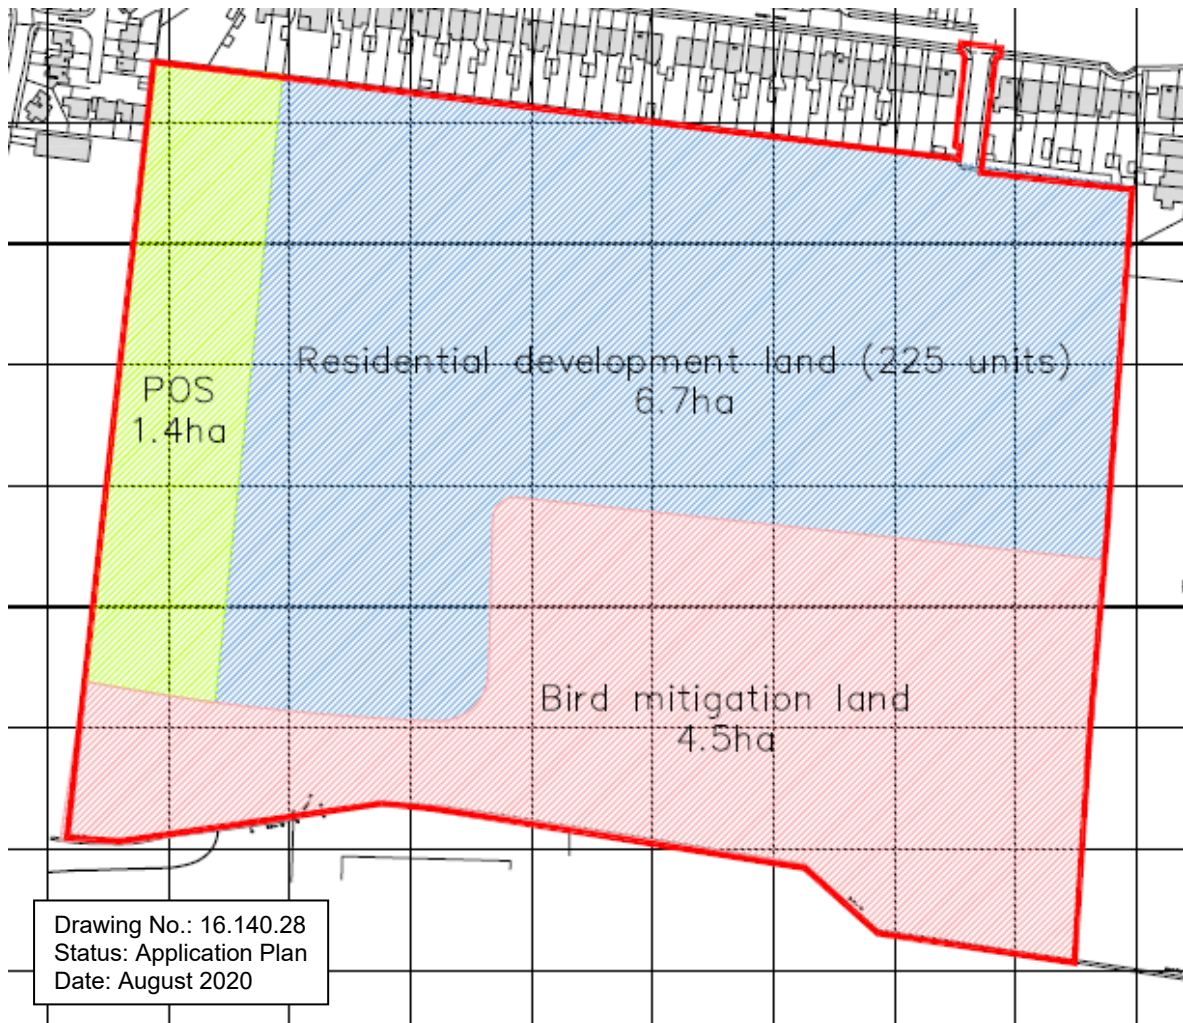 Residential development land (225 units)
6.7ha
POS
1.4ha
Bird mitigation land
4.5ha
Drawing No.: 16.140.28
Status: Application Plan
Date: August 2020